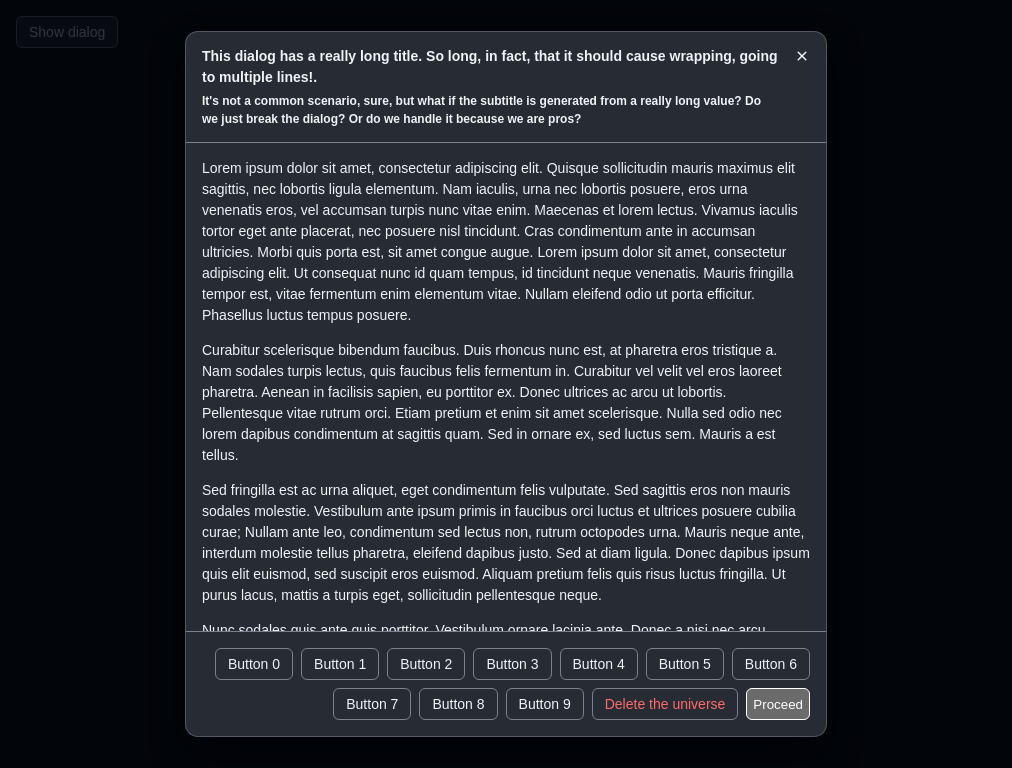 Show dialog
This dialog has a really long title. So long, in fact, that it should cause wrapping, going
to multiple lines!.
It's not a common scenario, sure, but what if the subtitle is generated from a really long value? Do
we just break the dialog? Or do we handle it because we are pros?
Lorem ipsum dolor sit amet, consectetur adipiscing elit. Quisque sollicitudin mauris maximus elit
sagittis, nec lobortis ligula elementum. Nam iaculis, urna nec lobortis posuere, eros urna
venenatis eros, vel accumsan turpis nunc vitae enim. Maecenas et lorem lectus. Vivamus iaculis
tortor eget ante placerat, nec posuere nisl tincidunt. Cras condimentum ante in accumsan
ultricies. Morbi quis porta est, sit amet congue augue. Lorem ipsum dolor sit amet, consectetur
adipiscing elit. Ut consequat nunc id quam tempus, id tincidunt neque venenatis. Mauris fringilla
tempor est, vitae fermentum enim elementum vitae. Nullam eleifend odio ut porta efficitur.
Phasellus luctus tempus posuere.
Curabitur scelerisque bibendum faucibus. Duis rhoncus nunc est, at pharetra eros tristique a.
Nam sodales turpis lectus, quis faucibus felis fermentum in. Curabitur vel velit vel eros laoreet
pharetra. Aenean in facilisis sapien, eu porttitor ex. Donec ultrices ac arcu ut lobortis.
Pellentesque vitae rutrum orci. Etiam pretium et enim sit amet scelerisque. Nulla sed odio nec
lorem dapibus condimentum at sagittis quam. Sed in ornare ex, sed luctus sem. Mauris a est
tellus.
Sed fringilla est ac urna aliquet, eget condimentum felis vulputate. Sed sagittis eros non mauris
sodales molestie. Vestibulum ante ipsum primis in faucibus orci luctus et ultrices posuere cubilia
curae; Nullam ante leo, condimentum sed lectus non, rutrum octopodes urna. Mauris neque ante,
interdum molestie tellus pharetra, eleifend dapibus justo. Sed at diam ligula. Donec dapibus ipsum
quis elit euismod, sed suscipit eros euismod. Aliquam pretium felis quis risus luctus fringilla. Ut
purus lacus, mattis a turpis eget, sollicitudin pellentesque neque.
Nunc sodales quis ante quis porttitor. Vestibulum ornare lacinia ante. Donec a nisi nec arcu
Button 0 Button 1 Button 2 Button 3 Button 4 Button 5 Button 6
Button 7 Button 8 Button 9 Delete the universe Proceed